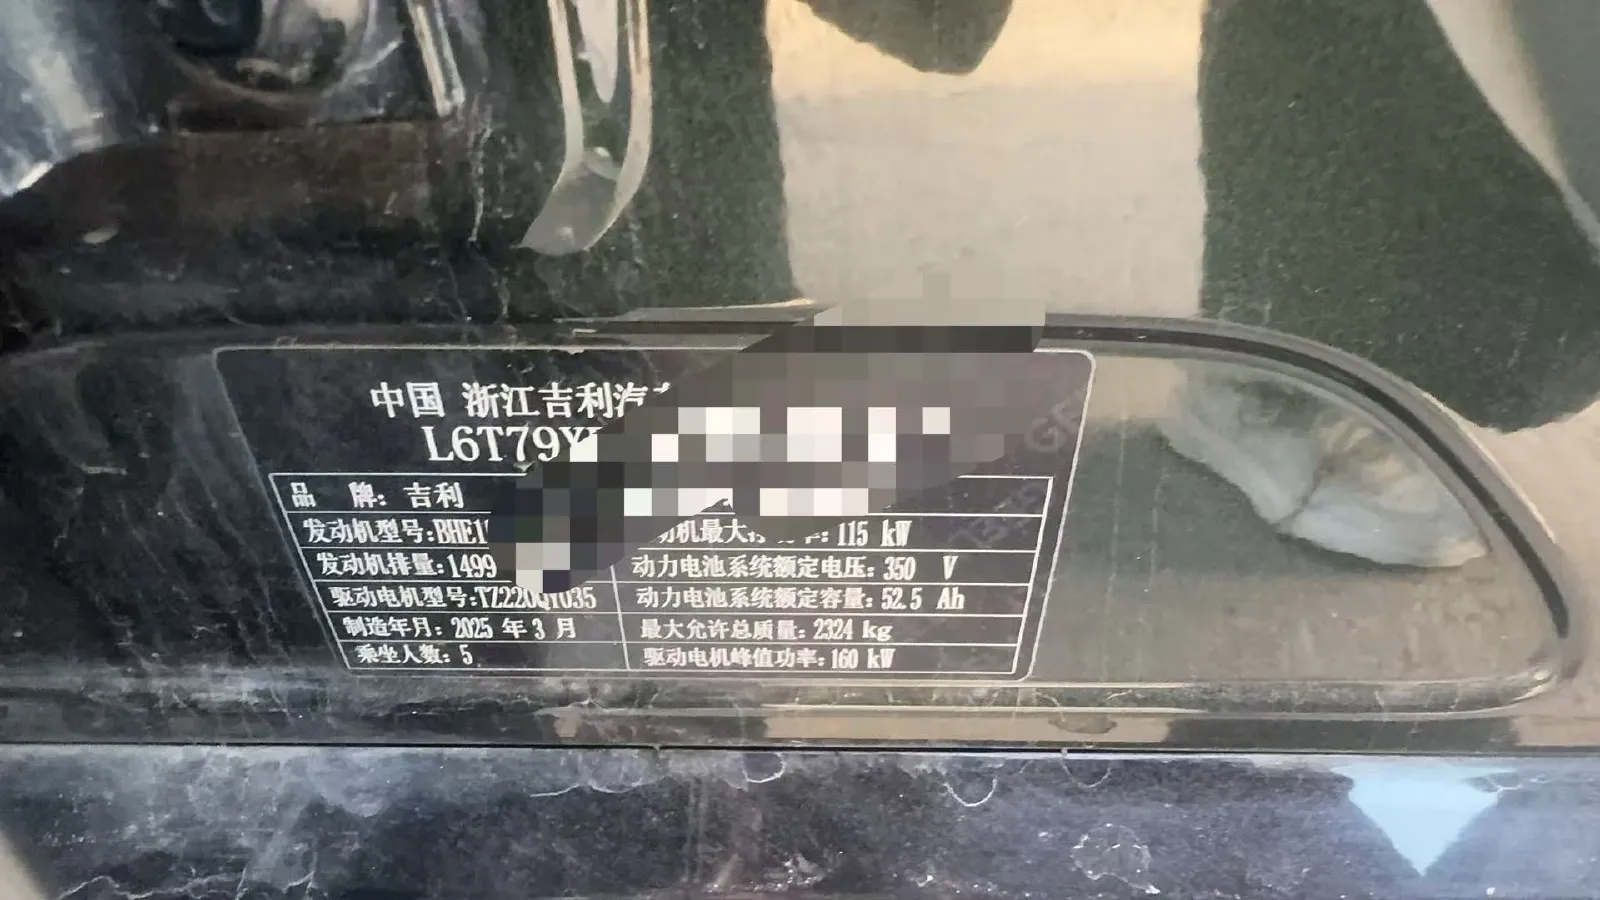 中国 浙江吉利汽
L6T79Y
品 牌: 吉利
发动机型号:BHE1
动机最大 率: 115 kW
发动机排量:1499
动力电池系统额定电压: 350 V
驱动电机型号:TZ220QY035
动力电池系统额定容量: 52.5 Ah
制造年月: 2025 年 3 月
最大允许总质量: 2324 kg
乘坐人数: 5
驱动电机峰值功率: 160 kW